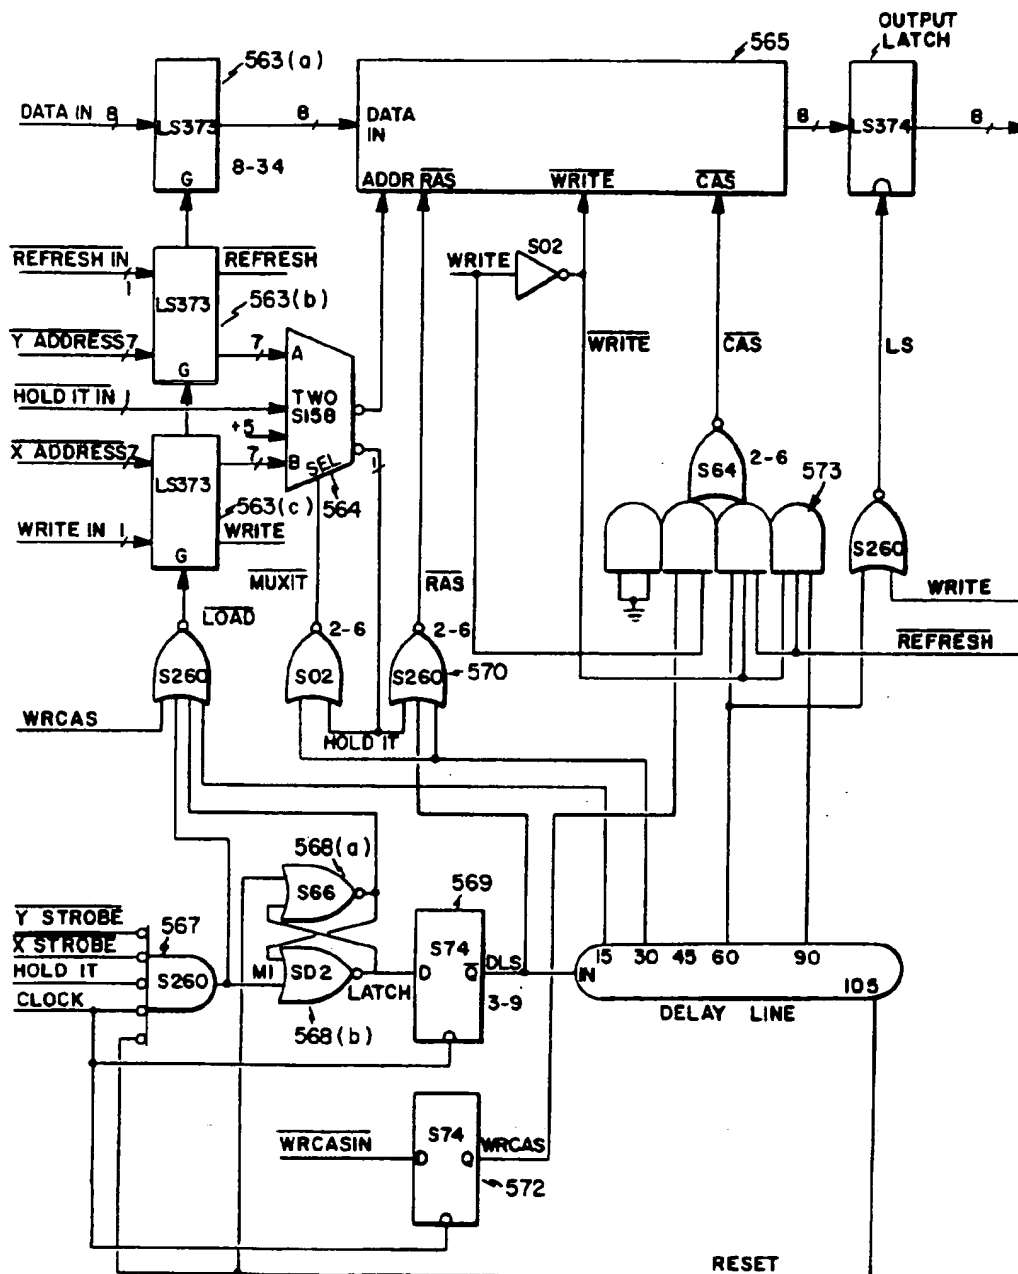 OUTPUT
LATCH
563(a)
565
DATA IN 8
LS373
8
DATA
IN
8
LS374
8
G
8-34
ADDR RAS
WRITE
CAS
REFRESH IN
1
REFRESH
WRITE
S02
LS373
563(b)
Y ADDRESS 7
7
A
WRITE
CAS
LS
G
HOLD IT IN
1
TWO
S158
+5
X ADDRESS 7
7
B
SEL
1
S64
2-6
573
LS373
564
563(c)
WRITE IN 1
WRITE
S260
G
MUXIT
RAS
WRITE
LOAD
2-6
2-6
REFRESH
S260
S02
S260
570
WRCAS
HOLD IT
568(a)
569
S66
Y STROBE
567
X STROBE
S74
15
30
45
60
90
HOLD IT
S260
MI
SD2
D
Q
DLS
IN
CLOCK
LATCH
3-9
105
568(b)
DELAY LINE
S74
WRCASIN
D
Q
WRCAS
572
RESET